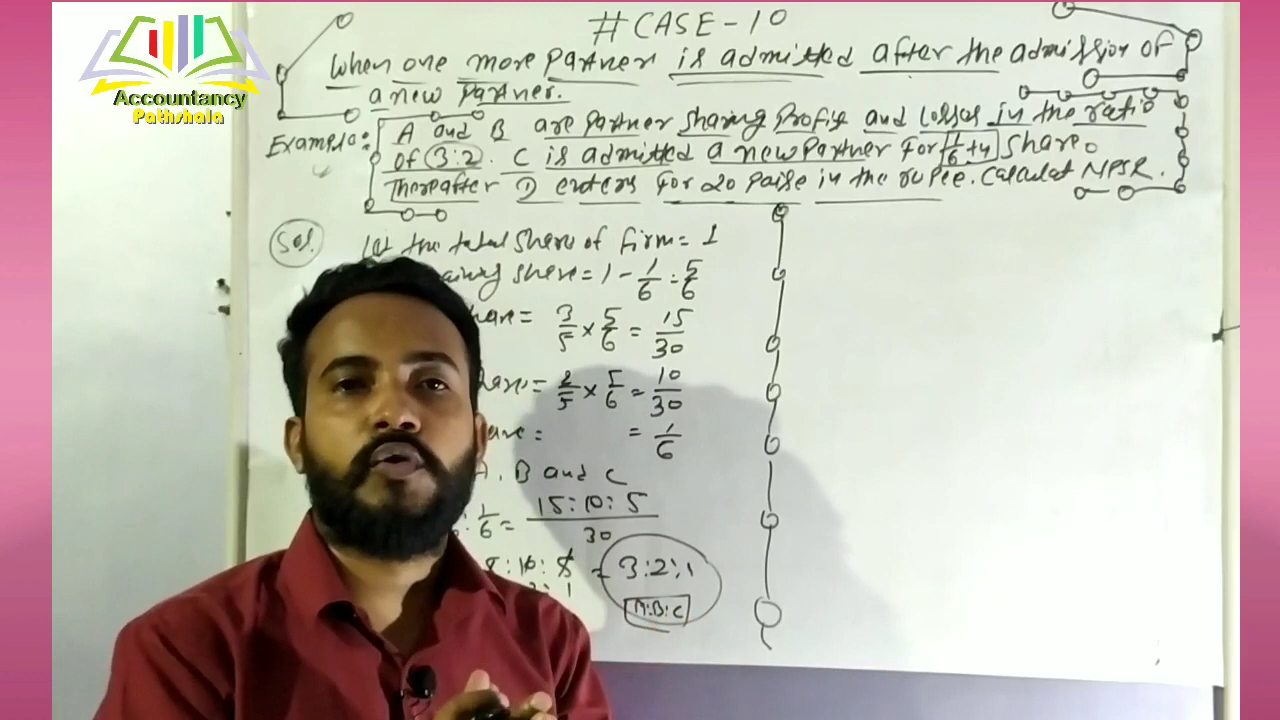 Accountancy
Pathshala
#CASE-10
When one more partner is admitted after the admission of
a new partner.
Example: A and B are partner sharing profits and losses in the ratio
of 3:2. C is admitted a new partner for 1/6 th share.
Thereafter D enters for 20 paise in the rupee. Calculat NPSR.
Sol. Let the total share of firm = 1
share = 1 - 1/6 = 5/6
= 3/5 × 5/6 = 15/30
= 2/5 × 5/6 = 10/30
= = 1/6
A, B and C
: 1/6 = 15:10:5/30
= 3:2:1
A:B:C